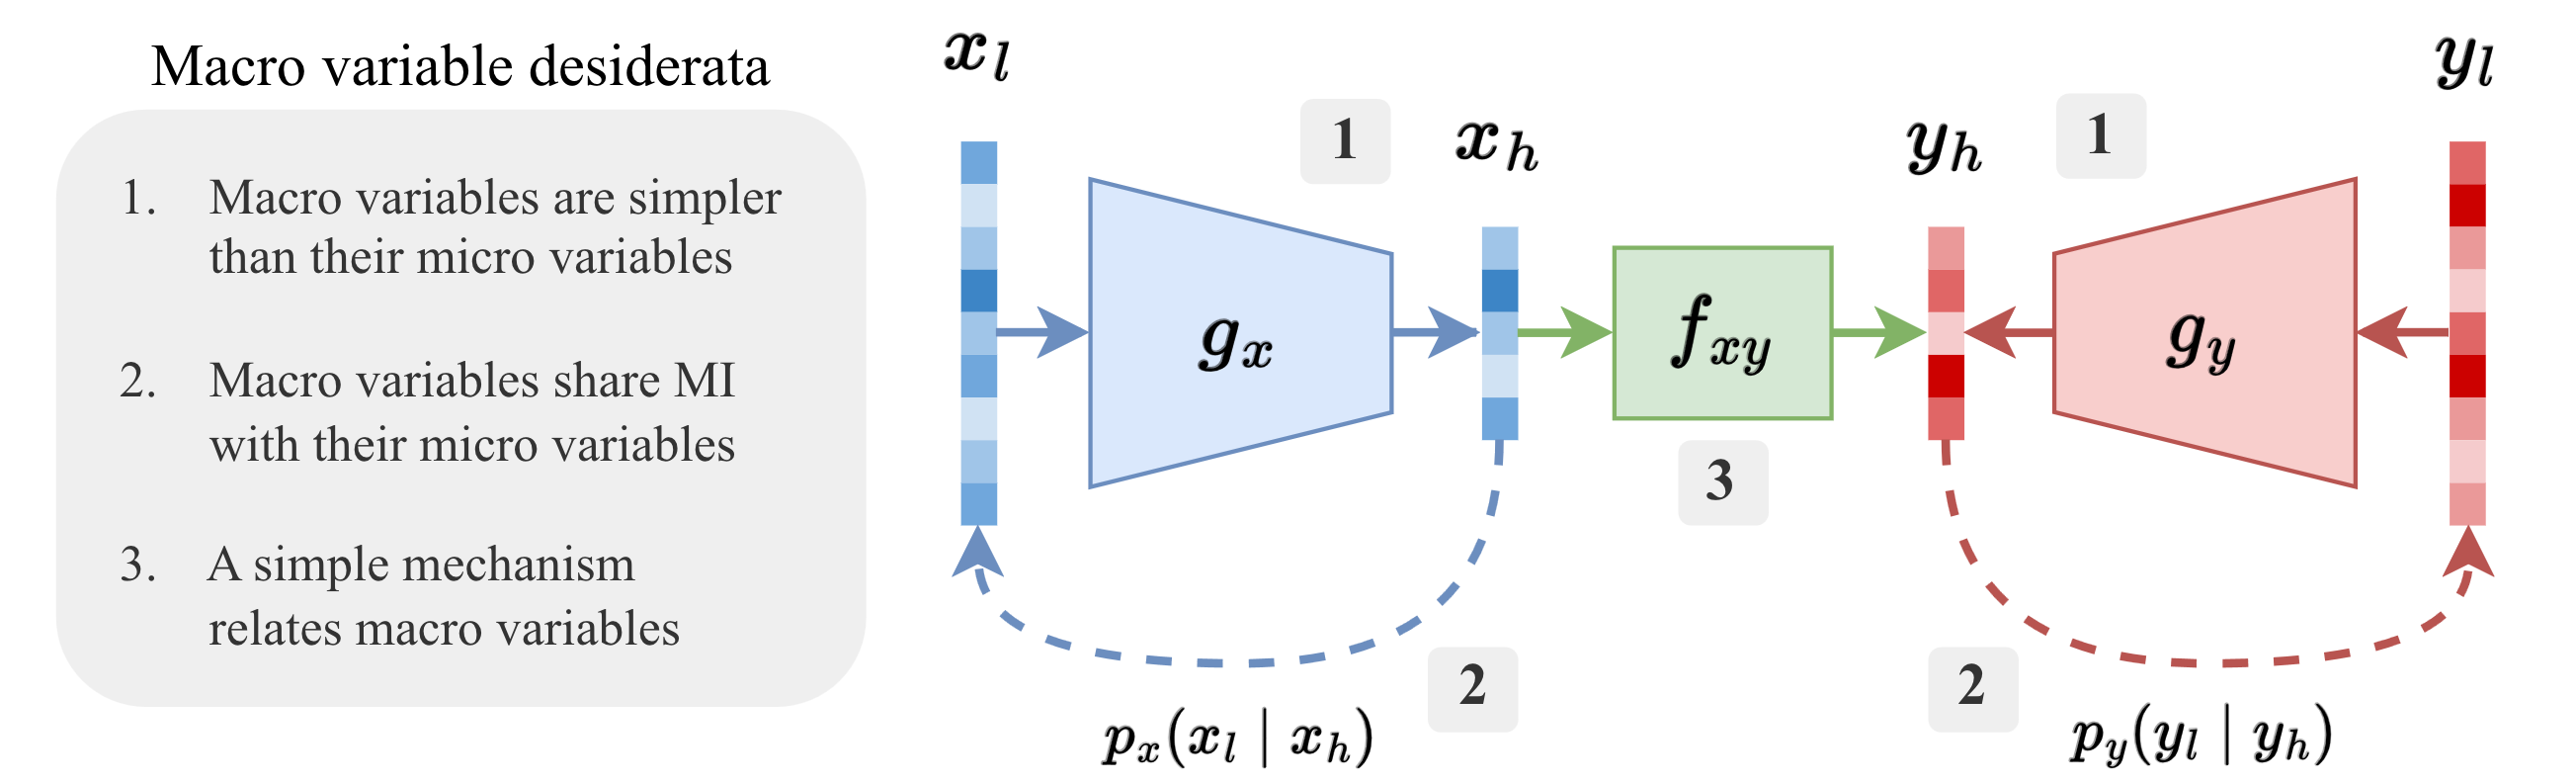 Macro variable desiderata
1. Macro variables are simpler
than their micro variables
2. Macro variables share MI
with their micro variables
3. A simple mechanism
relates macro variables
x_l
1
x_h
y_h
1
y_l
g_x
f_{xy}
g_y
3
2
2
p_x(x_l | x_h)
p_y(y_l | y_h)